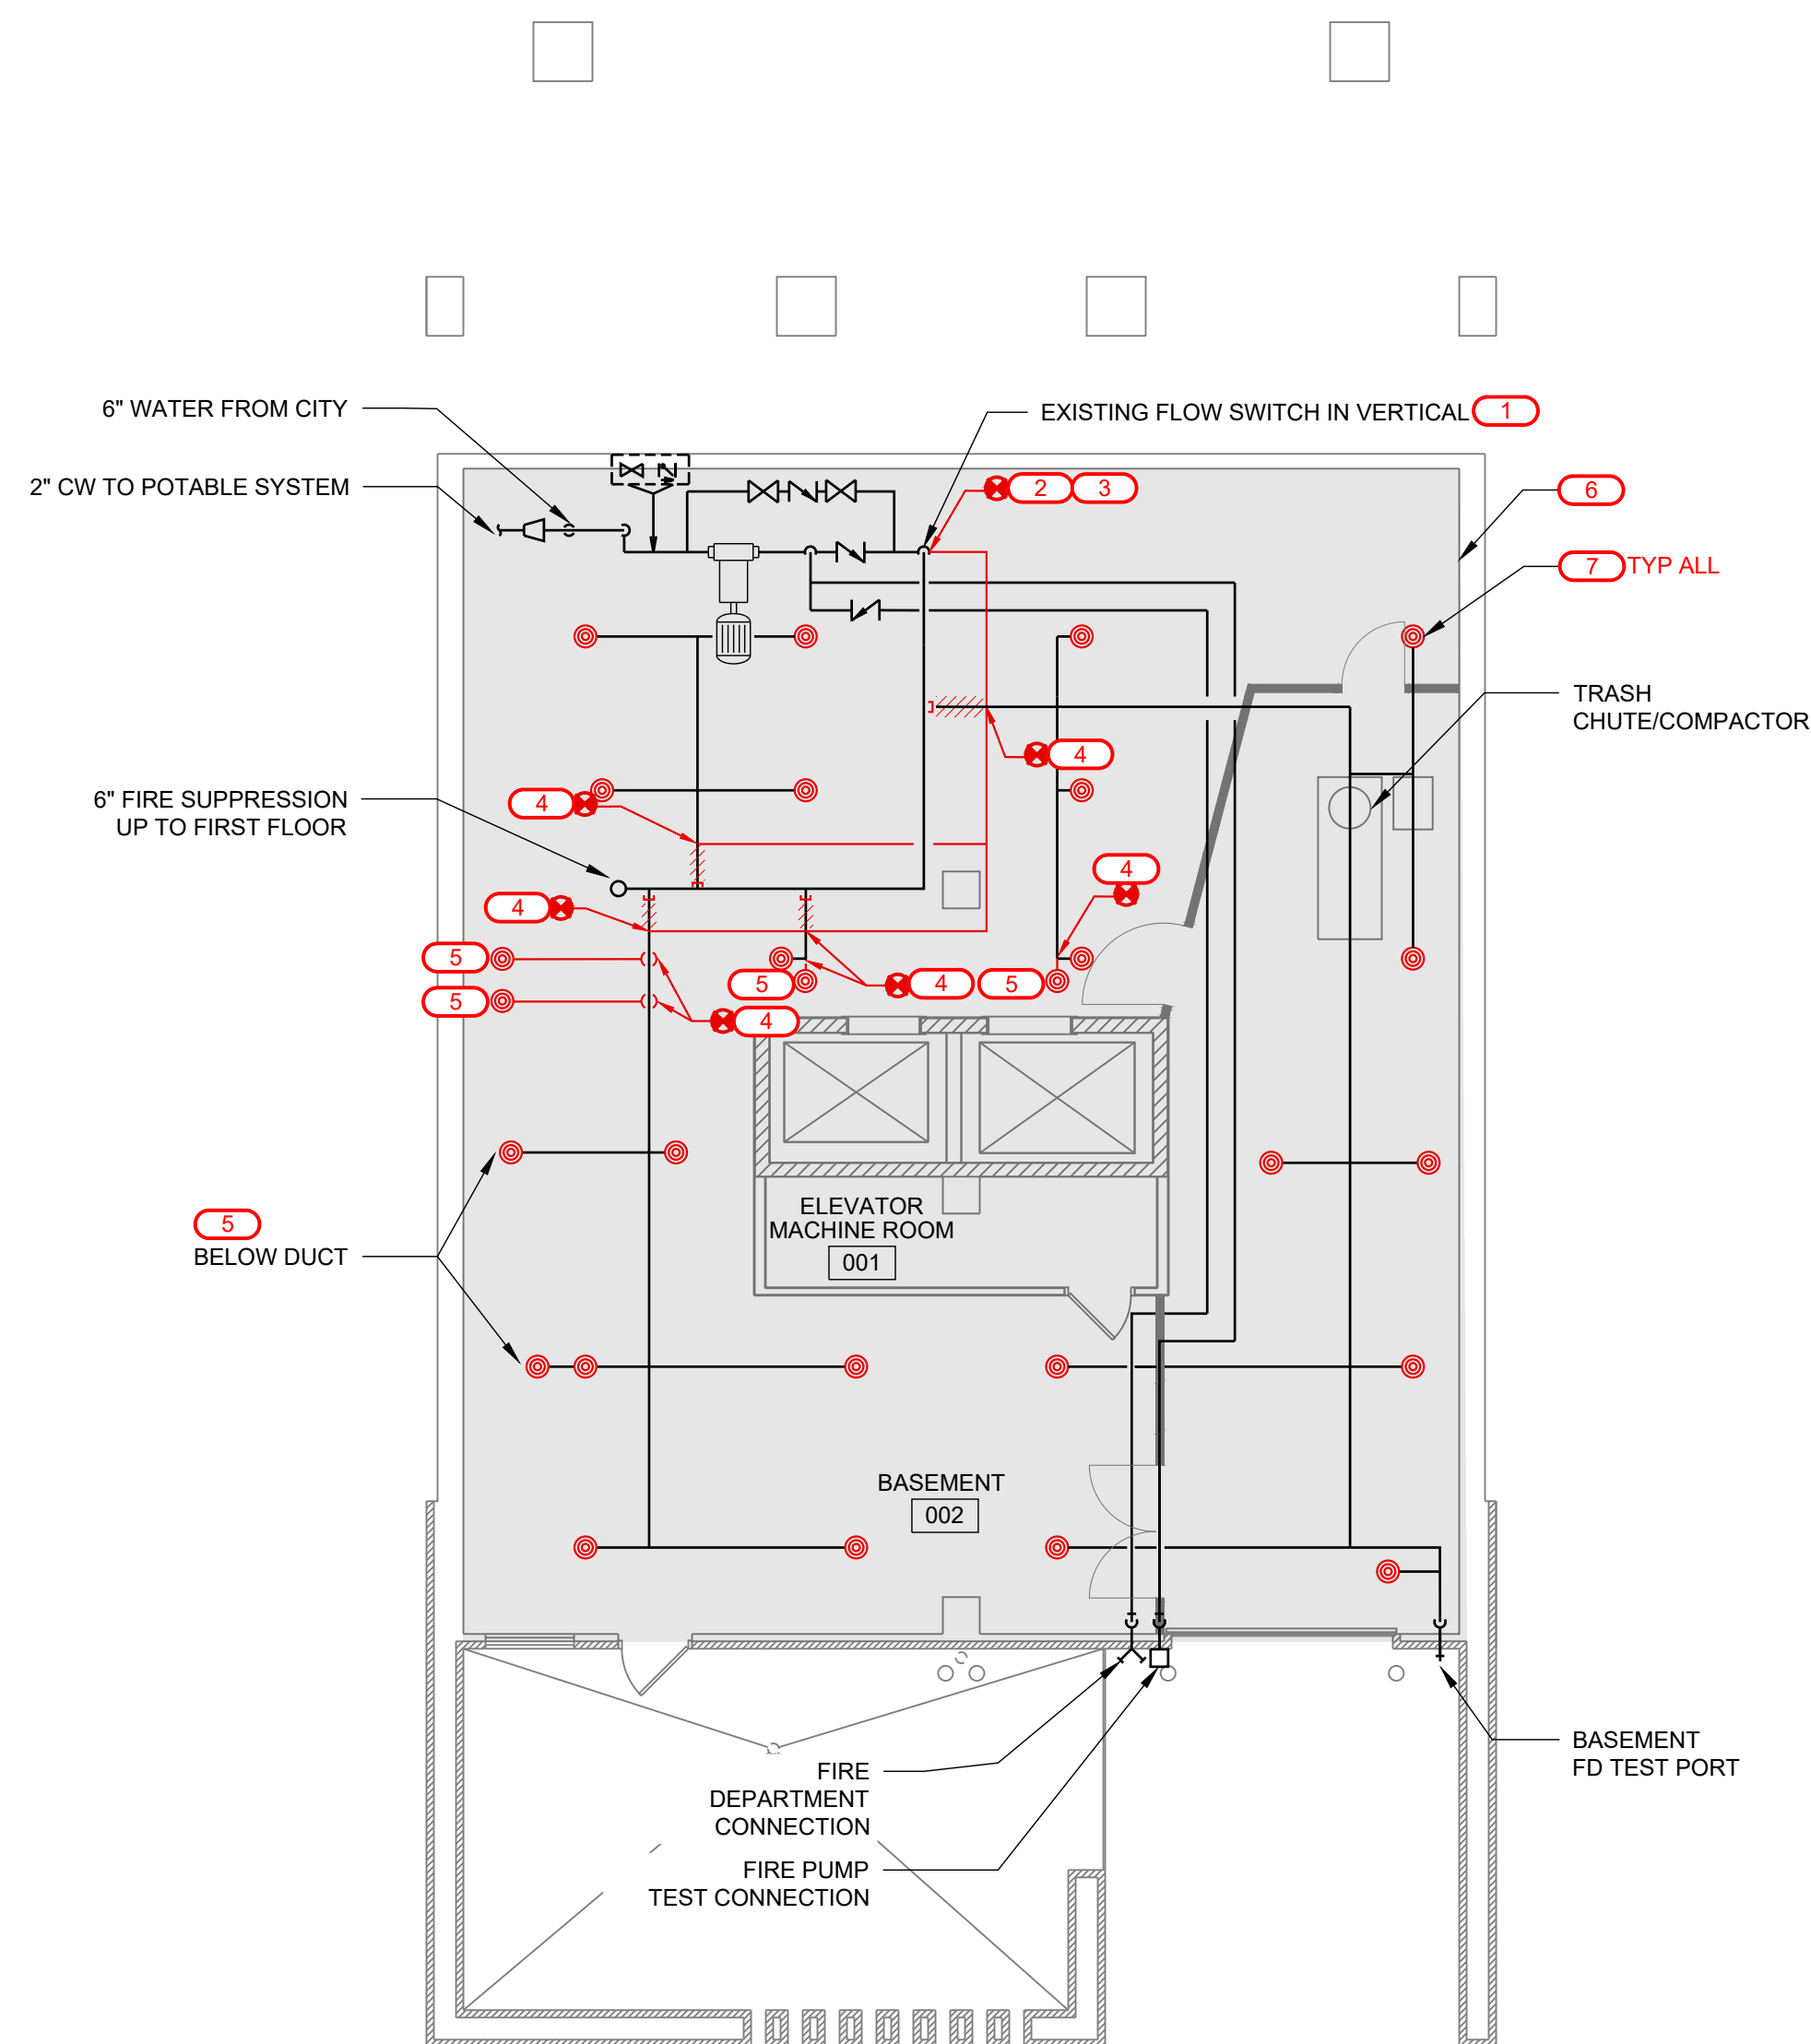 6" WATER FROM CITY
EXISTING FLOW SWITCH IN VERTICAL 1
2" CW TO POTABLE SYSTEM
2 3
6
7 TYP ALL
TRASH
CHUTE/COMPACTOR
4
6" FIRE SUPPRESSION
UP TO FIRST FLOOR
4
4
4
5
5
5
4
5
4
ELEVATOR
MACHINE ROOM
001
5
BELOW DUCT
BASEMENT
002
FIRE
DEPARTMENT
CONNECTION
FIRE PUMP
TEST CONNECTION
BASEMENT
FD TEST PORT